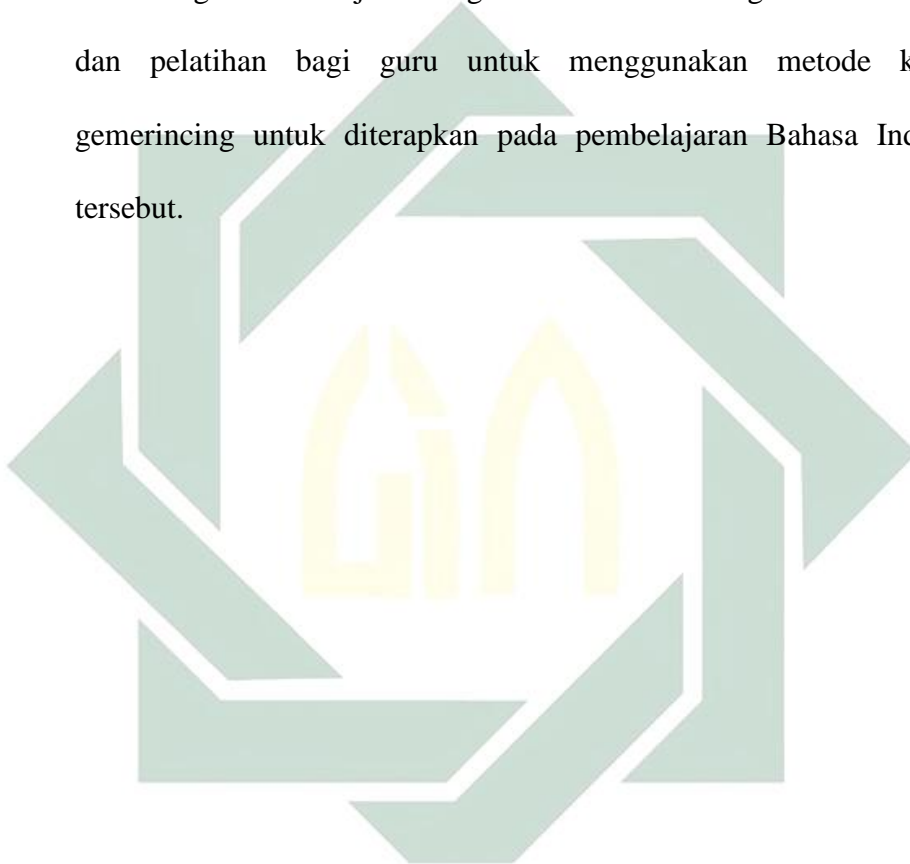 dan pelatihan bagi guru untuk menggunakan metode
gemerincing untuk diterapkan pada pembelajaran Bahasa
tersebut.